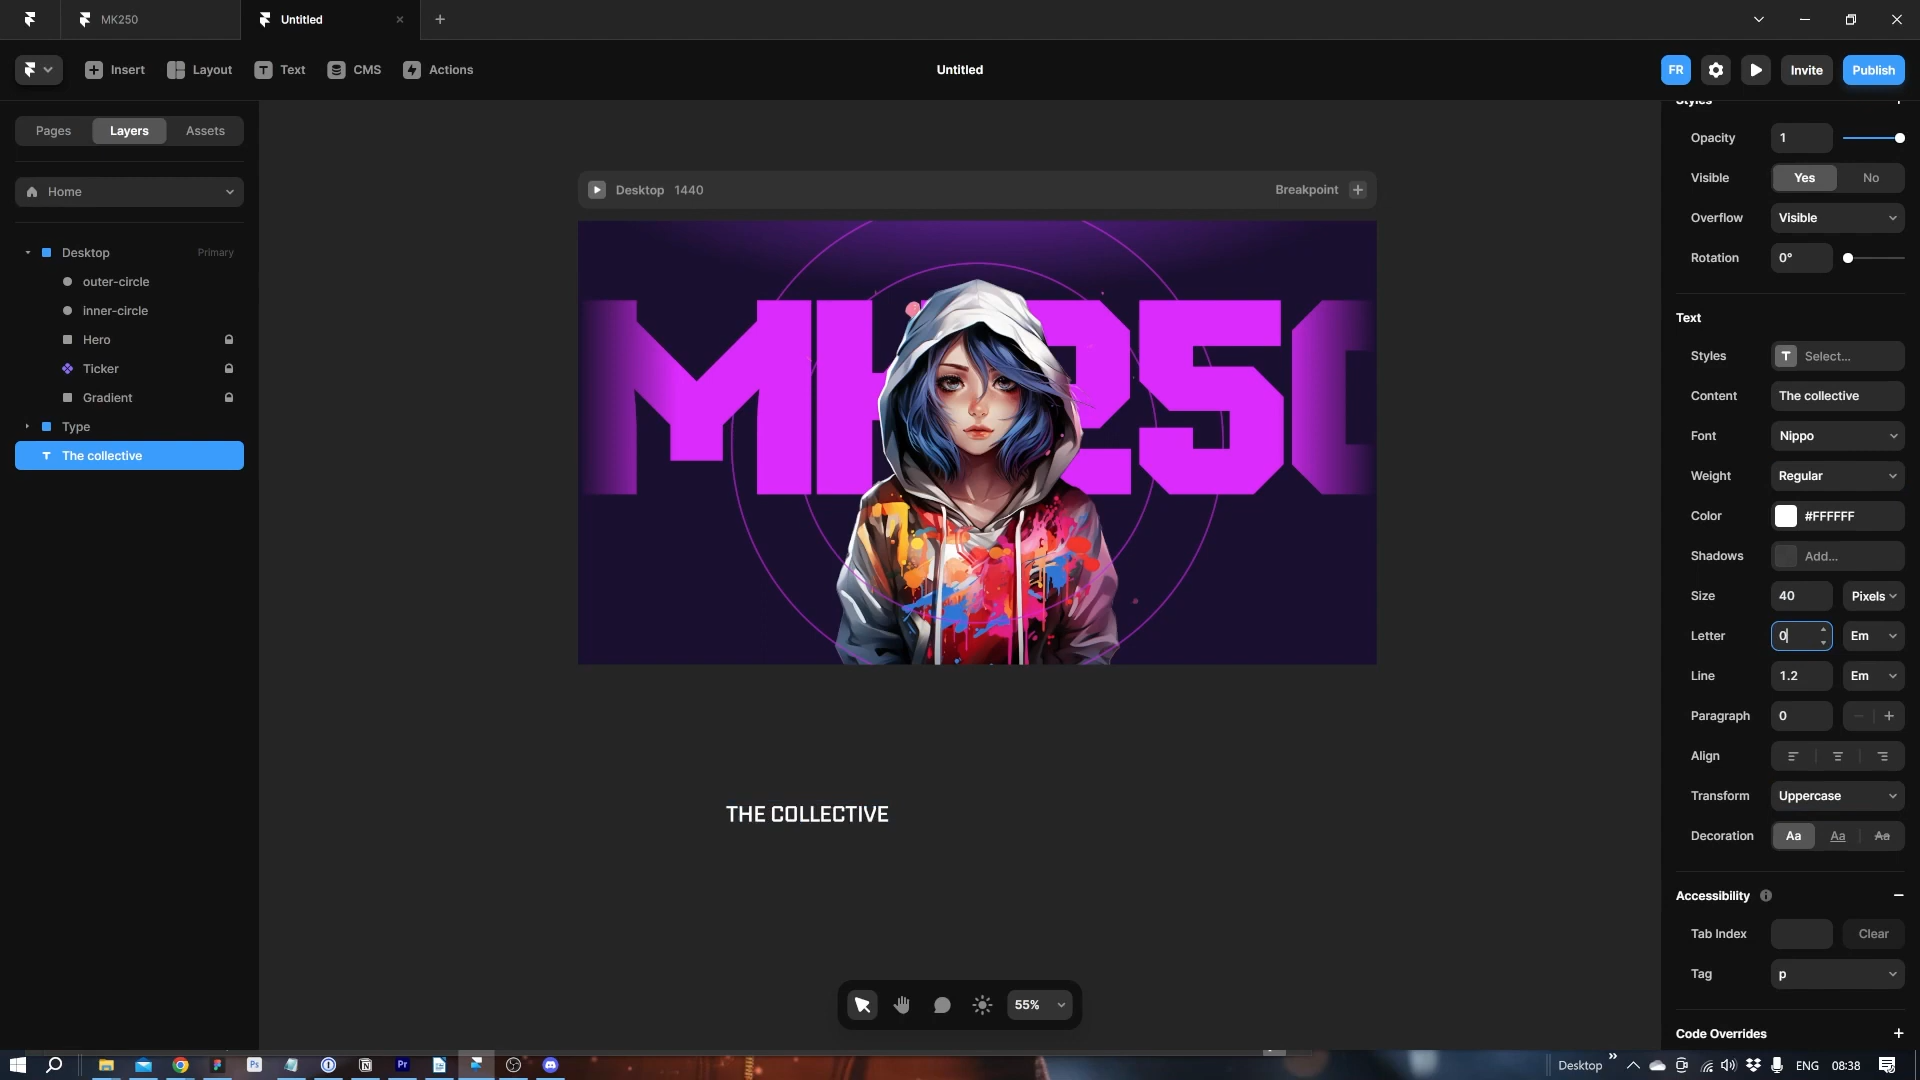 MK250
Untitled
Insert
Layout
Text
CMS
Actions
Untitled
FR
Invite
Publish
Pages
Layers
Assets
Home
Desktop
Primary
outer-circle
inner-circle
Hero
Ticker
Gradient
Type
The collective
Desktop 1440
Breakpoint
MK250
THE COLLECTIVE
55%
Styles
Opacity 1
Visible Yes No
Overflow Visible
Rotation 0°
Text
Styles Select...
Content The collective
Font Nippo
Weight Regular
Color #FFFFFF
Shadows Add...
Size 40 Pixels
Letter 0 Em
Line 1.2 Em
Paragraph 0
Align
Transform Uppercase
Decoration Aa Aa Aa
Accessibility
Tab Index Clear
Tag p
Code Overrides
Ps
Pr
Desktop
ENG
08:38